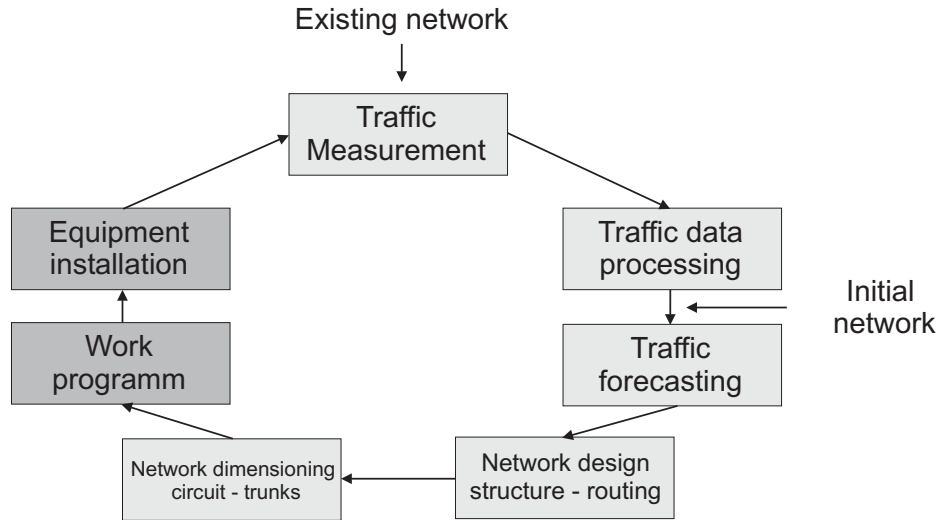 Existing network
Traffic
Measurement
Equipment
installation
Traffic data
processing
Initial
network
Work
programm
Traffic
forecasting
Network dimensioning
circuit - trunks
Network design
structure - routing